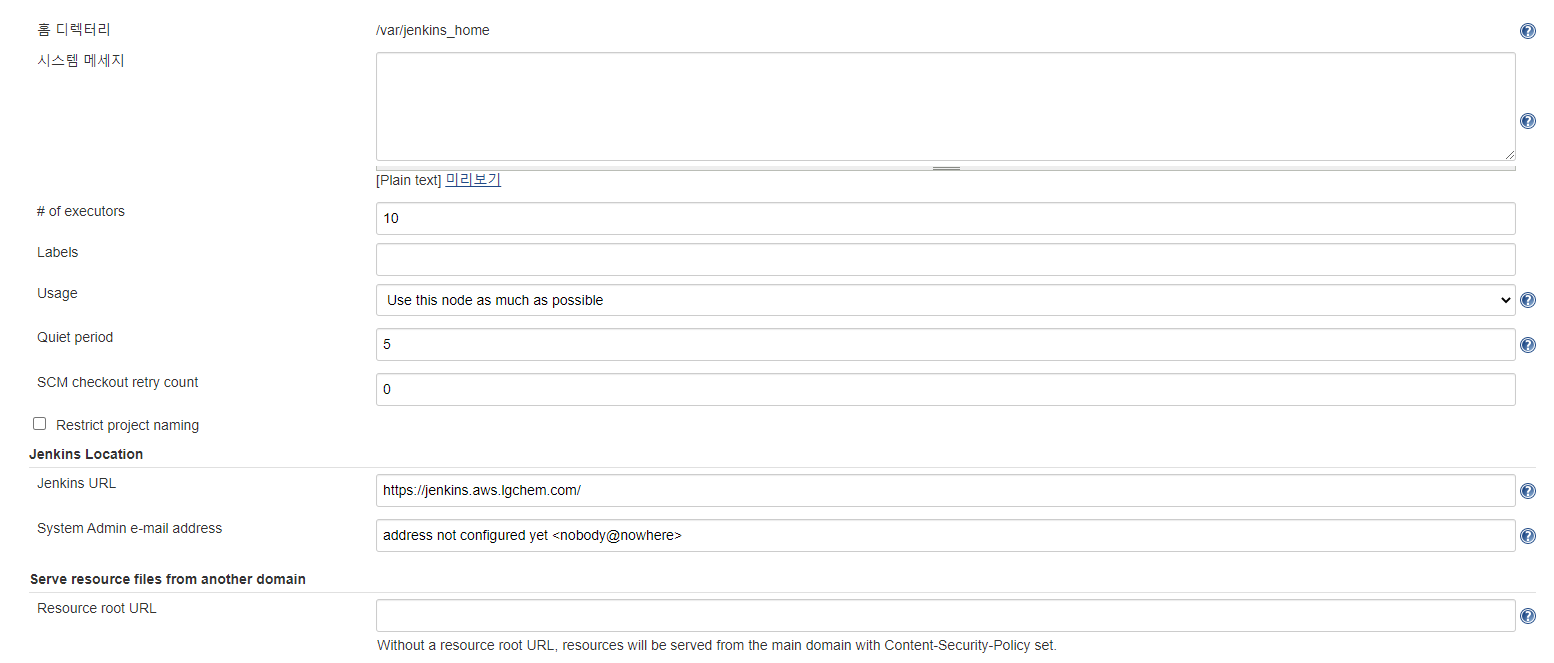 홈 디렉터리 /var/jenkins_home
시스템 메세지
[Plain text] 미리보기
# of executors 10
Labels
Usage Use this node as much as possible
Quiet period 5
SCM checkout retry count 0
Restrict project naming
Jenkins Location
Jenkins URL https://jenkins.aws.lgchem.com/
System Admin e-mail address address not configured yet <nobody@nowhere>
Serve resource files from another domain
Resource root URL
Without a resource root URL, resources will be served from the main domain with Content-Security-Policy set.